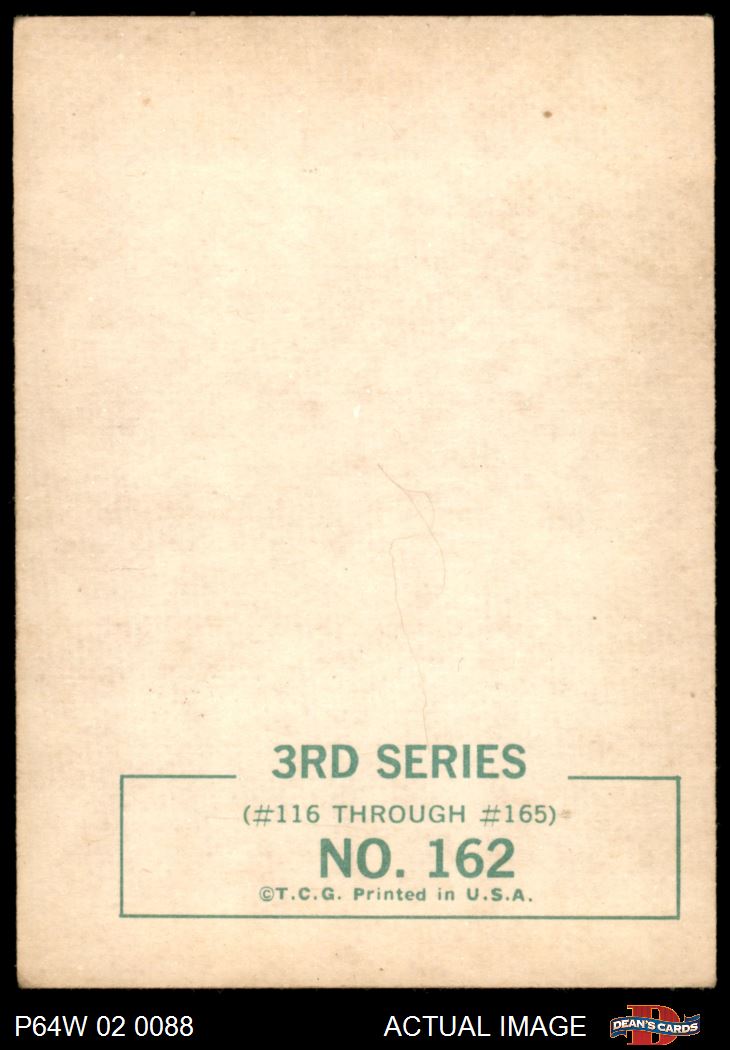 3RD SERIES
(#116 THROUGH #165)
NO. 162
©T.C.G. Printed in U.S.A.
P64W 02 0088
ACTUAL IMAGE
DEAN'S CARDS